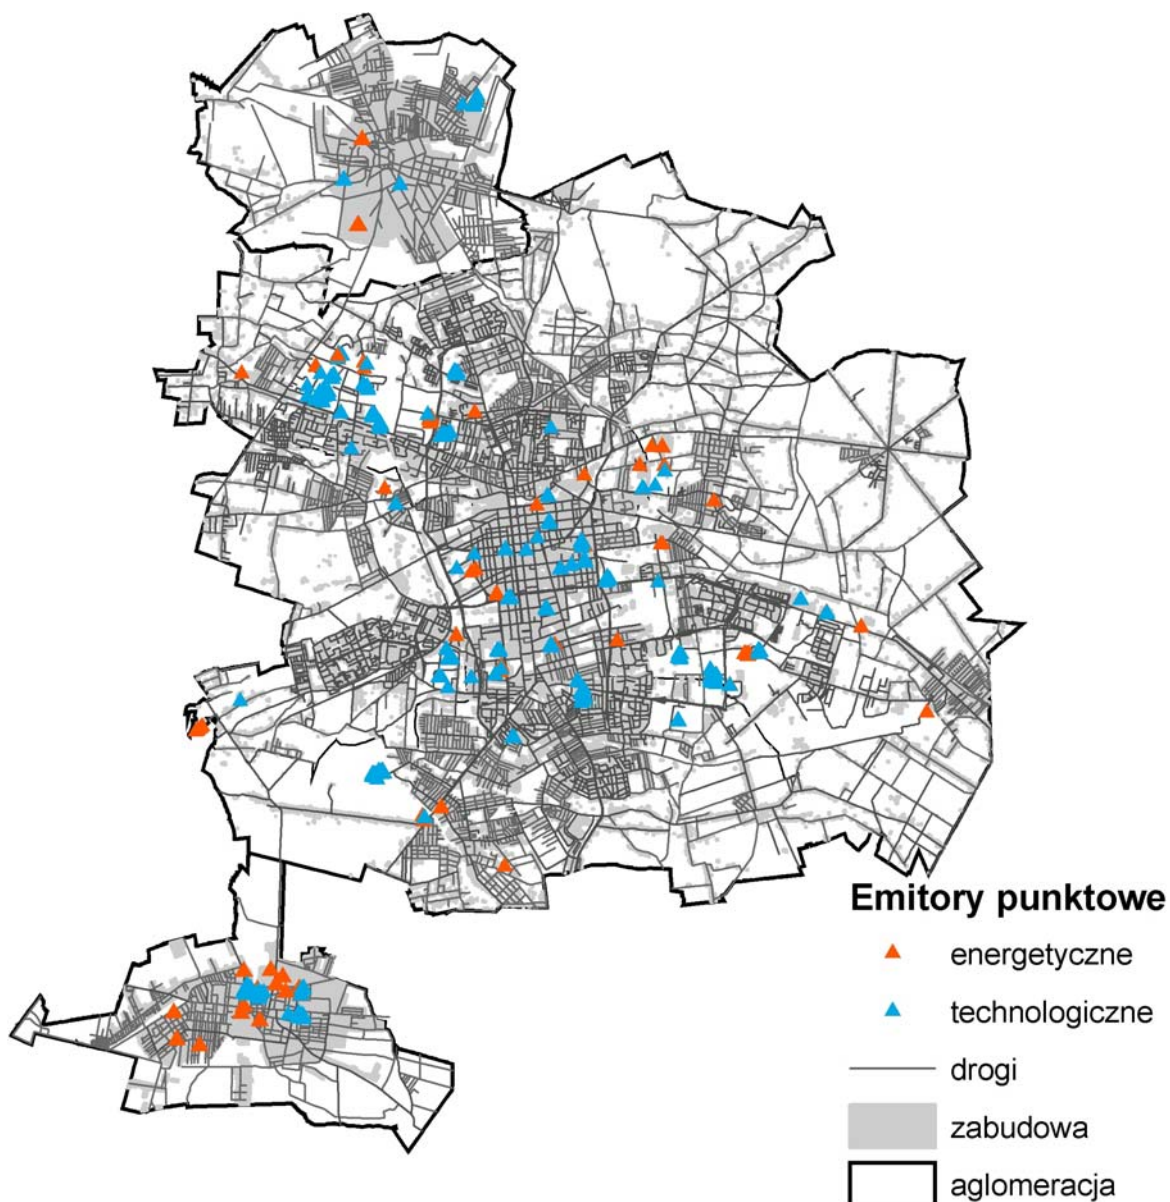 Emitory punktowe
energetyczne
technologiczne
drogi
zabudowa
aglomeracja